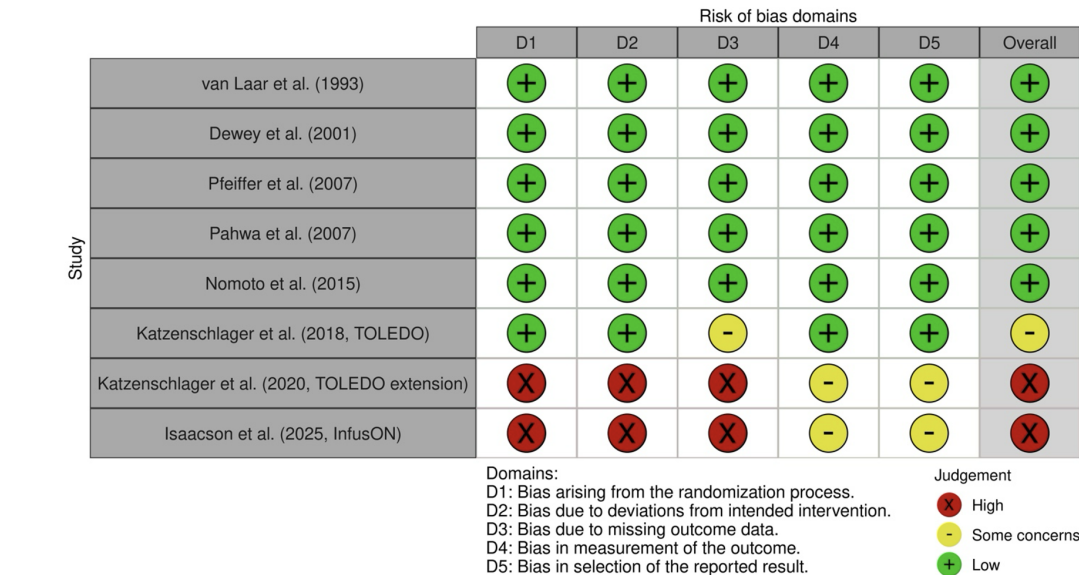 Risk of bias domains
D1 D2 D3 D4 D5 Overall
Study
van Laar et al. (1993) + + + + + +
Dewey et al. (2001) + + + + + +
Pfeiffer et al. (2007) + + + + + +
Pahwa et al. (2007) + + + + + +
Nomoto et al. (2015) + + + + + +
Katzenschlager et al. (2018, TOLEDO) + + - + + -
Katzenschlager et al. (2020, TOLEDO extension) X X X - - X
Isaacson et al. (2025, InfusON) X X X - - X
Domains:
D1: Bias arising from the randomization process.
D2: Bias due to deviations from intended intervention.
D3: Bias due to missing outcome data.
D4: Bias in measurement of the outcome.
D5: Bias in selection of the reported result.
Judgement
X High
- Some concerns
+ Low